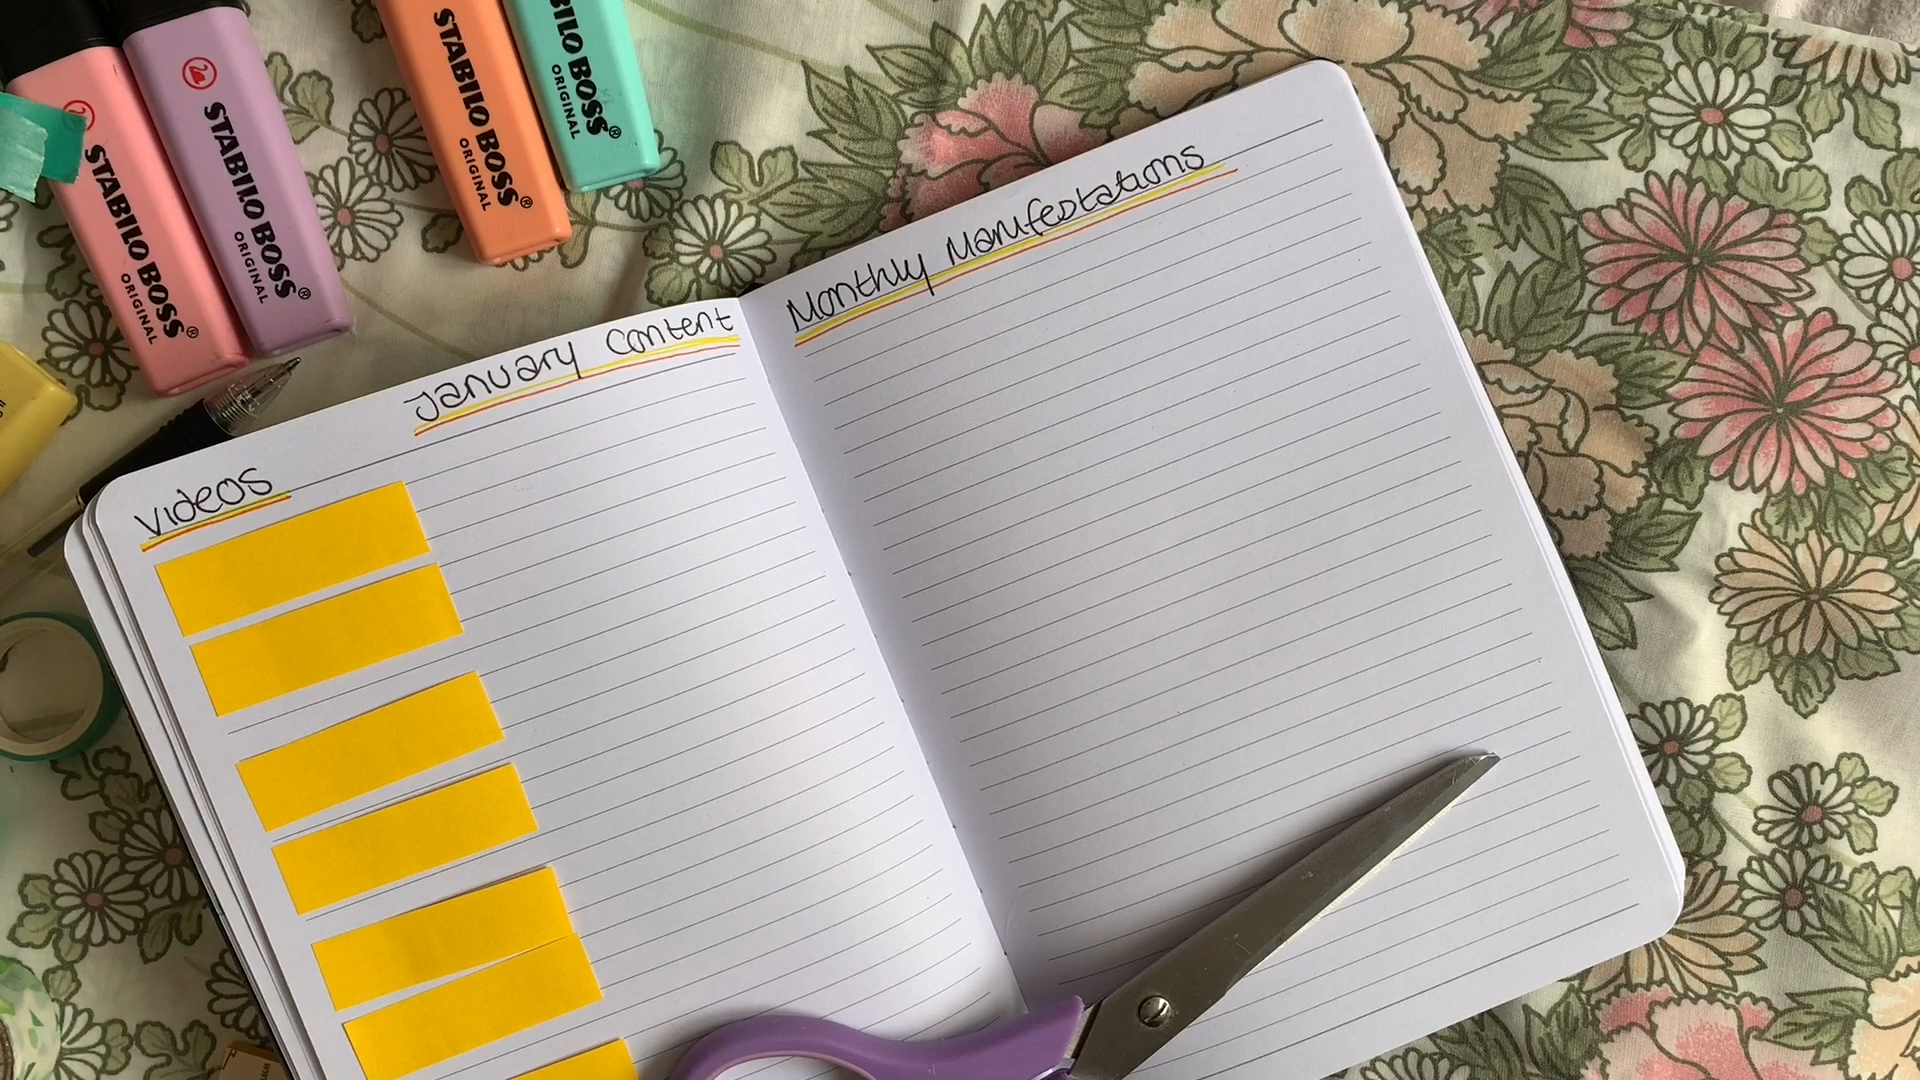 STABILO BOSS®
ORIGINAL
STABILO BOSS®
ORIGINAL
STABILO BOSS®
ORIGINAL
BILO BOSS®
ORIGINAL
January Content
Monthly Manifestations
Videos